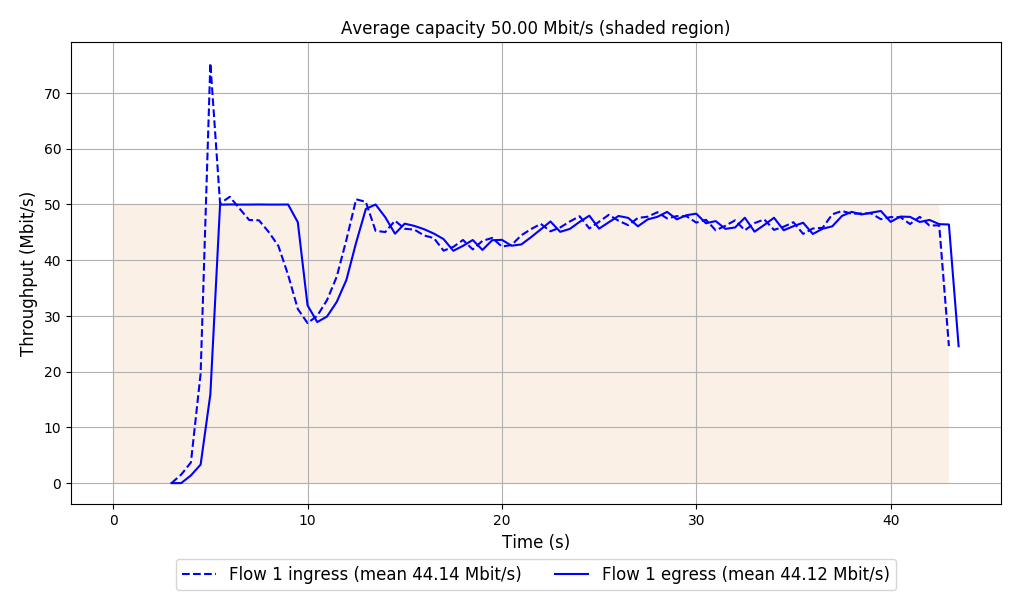 Average capacity 50.00 Mbit/s (shaded region)
Throughput (Mbit/s)
70
60
50
40
30
20
10
0
0 10 20 30 40
Time (s)
Flow 1 ingress (mean 44.14 Mbit/s) Flow 1 egress (mean 44.12 Mbit/s)